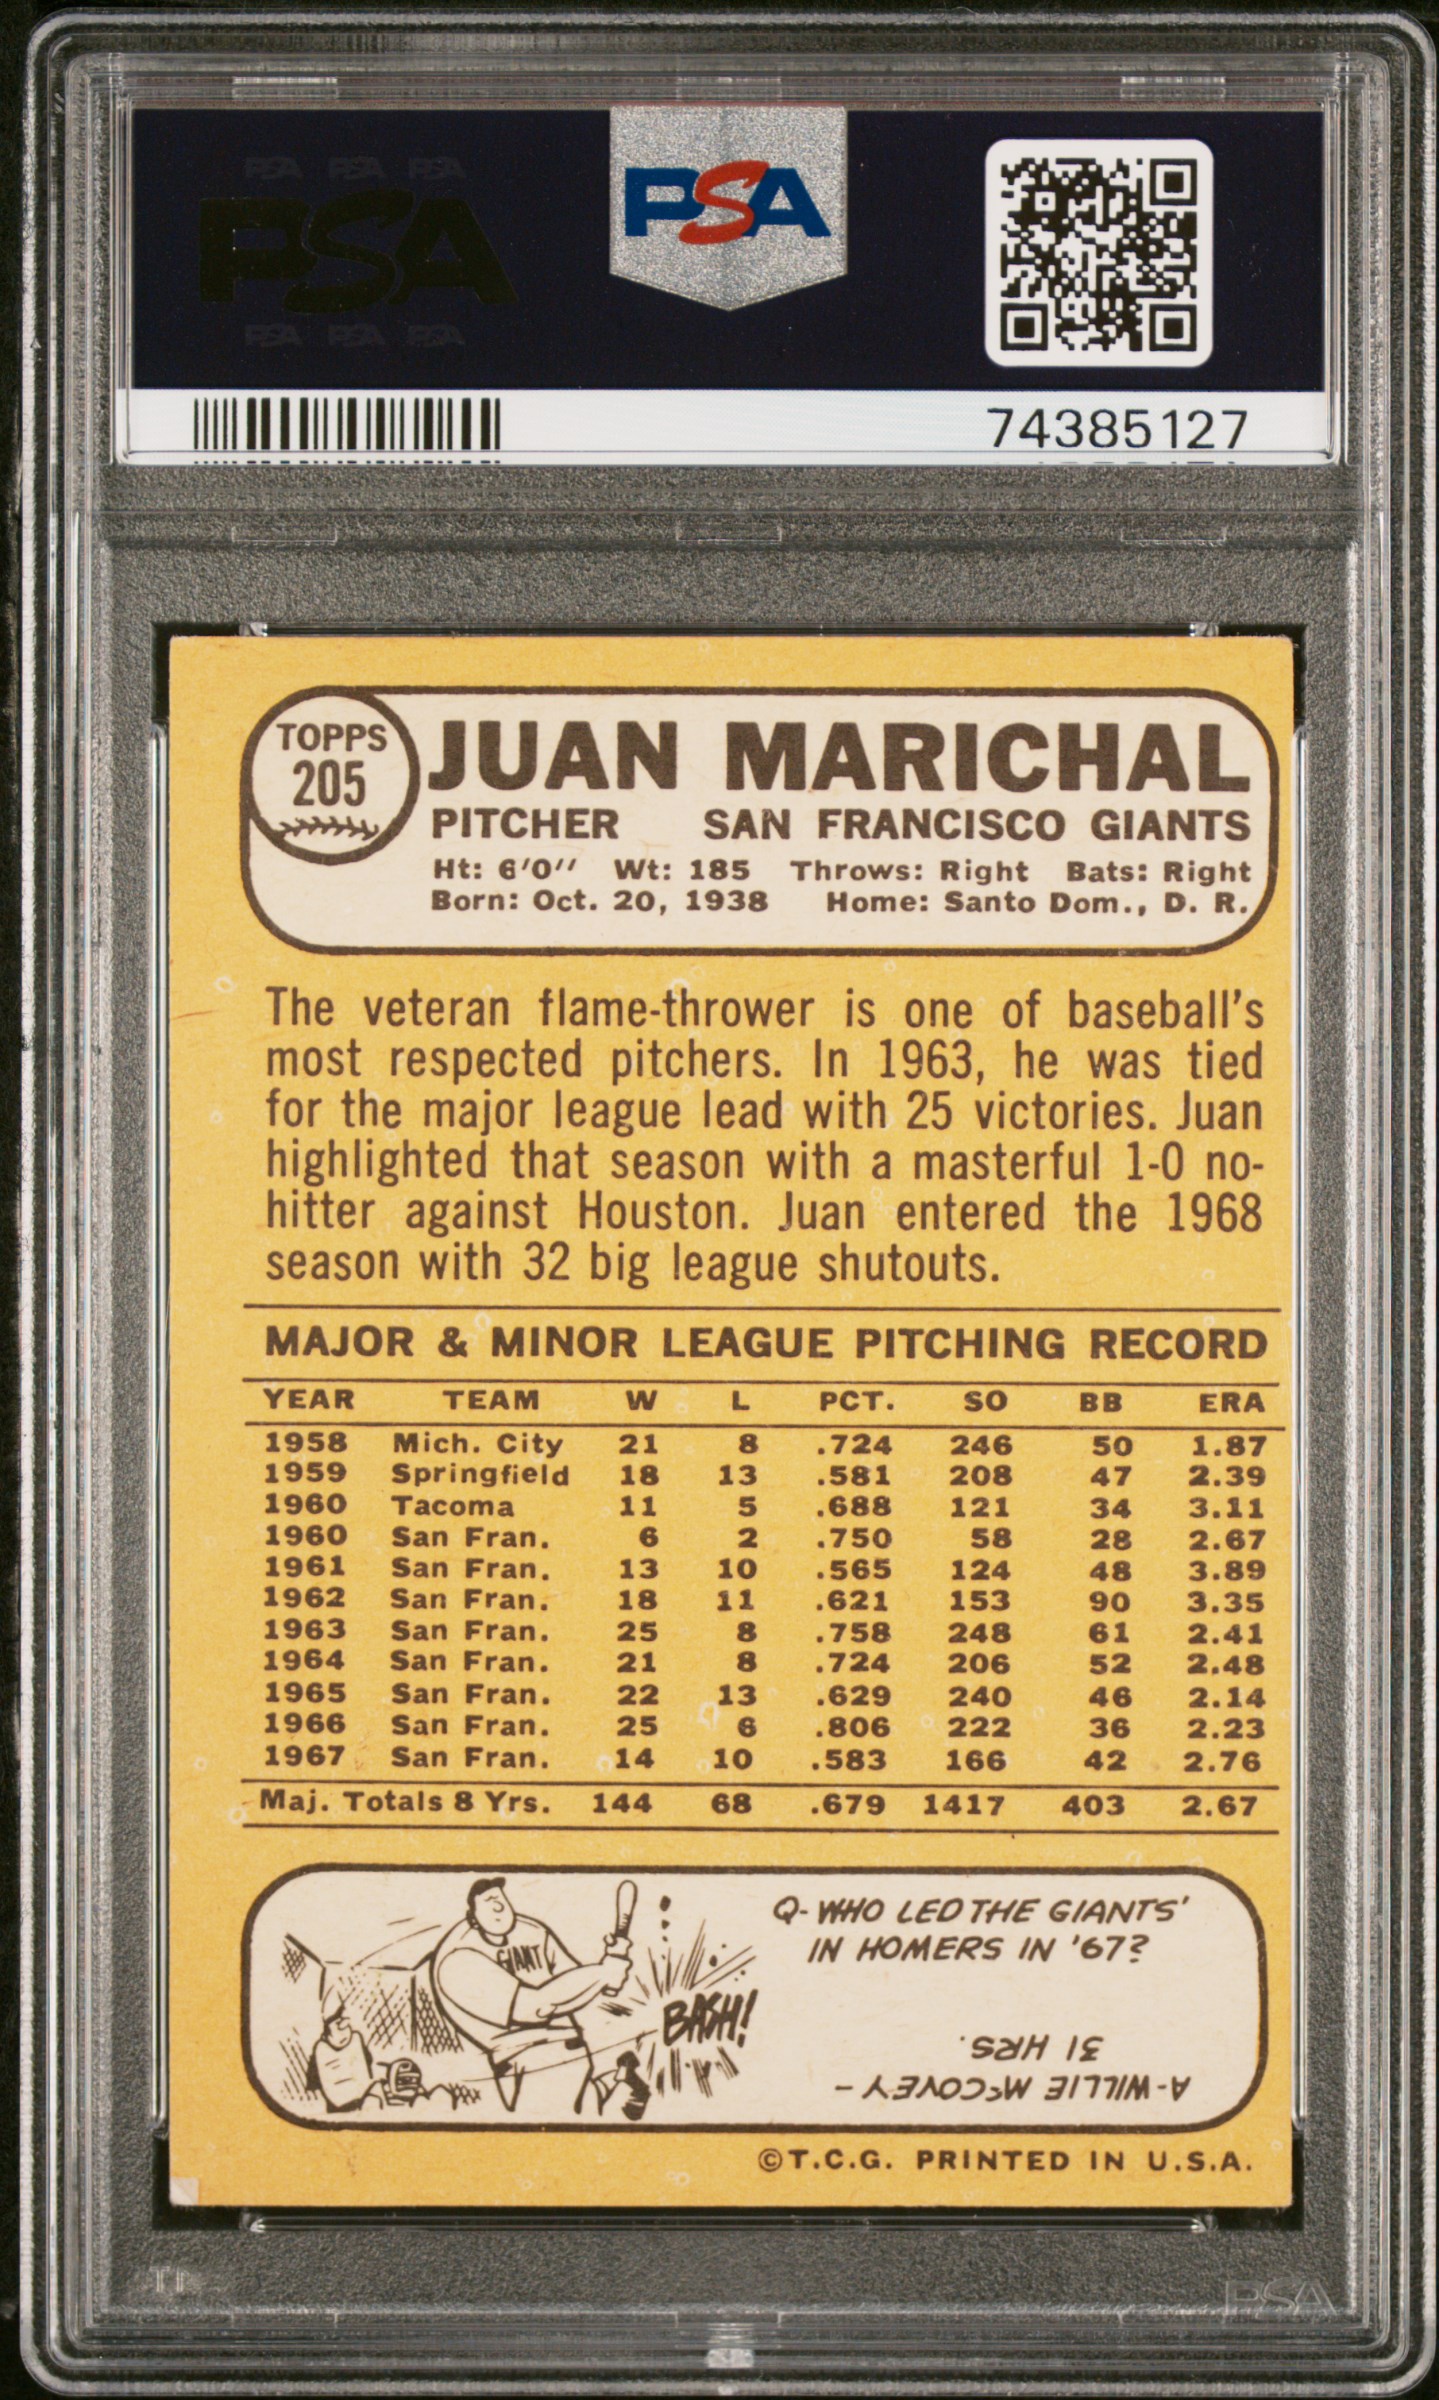 PSA PSA PSA
PSA
PSA PSA PSA
PSA
74385127
TOPPS
205
JUAN MARICHAL
PITCHER SAN FRANCISCO GIANTS
Ht: 6'0'' Wt: 185 Throws: Right Bats: Right
Born: Oct. 20, 1938 Home: Santo Dom., D. R.
The veteran flame-thrower is one of baseball's
most respected pitchers. In 1963, he was tied
for the major league lead with 25 victories. Juan
highlighted that season with a masterful 1-0 no-
hitter against Houston. Juan entered the 1968
season with 32 big league shutouts.
MAJOR & MINOR LEAGUE PITCHING RECORD
YEAR TEAM W L PCT. SO BB ERA
1958 Mich. City 21 8 .724 246 50 1.87
1959 Springfield 18 13 .581 208 47 2.39
1960 Tacoma 11 5 .688 121 34 3.11
1960 San Fran. 6 2 .750 58 28 2.67
1961 San Fran. 13 10 .565 124 48 3.89
1962 San Fran. 18 11 .621 153 90 3.35
1963 San Fran. 25 8 .758 248 61 2.41
1964 San Fran. 21 8 .724 206 52 2.48
1965 San Fran. 22 13 .629 240 46 2.14
1966 San Fran. 25 6 .806 222 36 2.23
1967 San Fran. 14 10 .583 166 42 2.76
Maj. Totals 8 Yrs. 144 68 .679 1417 403 2.67
GIANTS
BASH!
Q- WHO LED THE GIANTS'
IN HOMERS IN '67?
A- WILLIE McCOVEY –
31 HRS.
©T.C.G. PRINTED IN U.S.A.
PSA